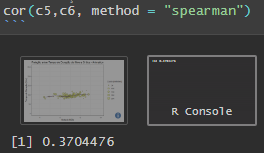 cor(c5,c6, method = "spearman")
```
R Console
[1] 0.3704476